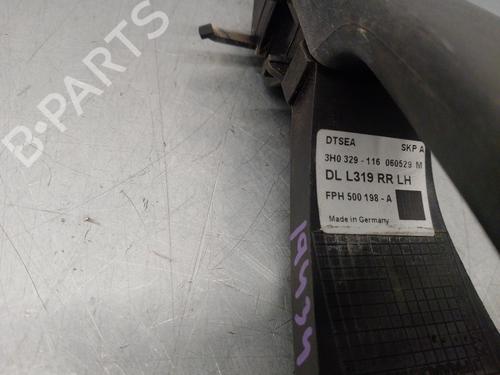 B-PARTS
DTSEA SKP A
3H0 329 - 116 060529 M
DL L319 RR LH
FPH 500 198 - A
Made in Germany